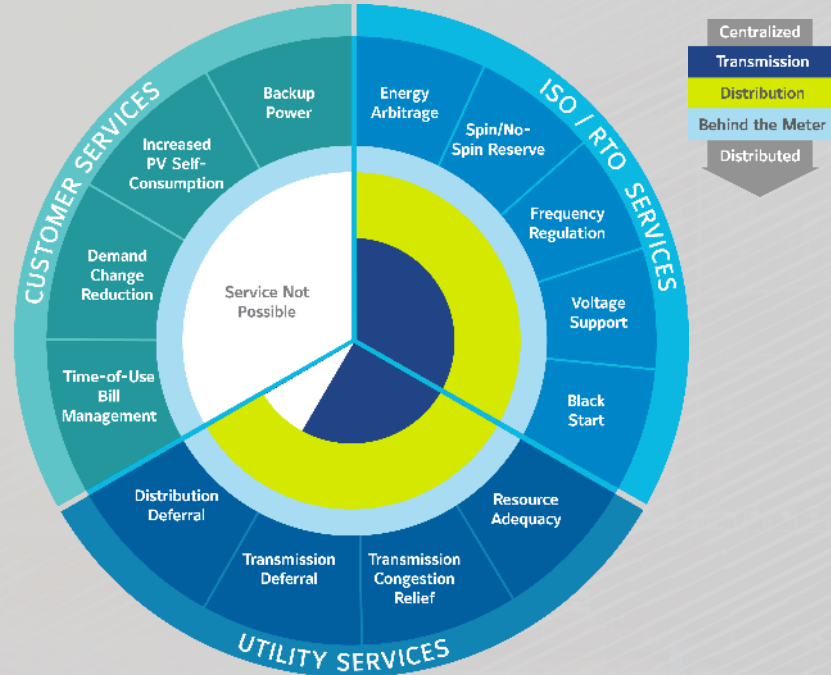 CUSTOMER SERVICES
Backup
Power
Increased
PV Self-
Consumption
Demand
Change
Reduction
Time-of-Use
Bill
Management
ISO / RTO SERVICES
Energy
Arbitrage
Spin/No-
Spin Reserve
Frequency
Regulation
Voltage
Support
Black
Start
UTILITY SERVICES
Distribution
Deferral
Transmission
Deferral
Transmission
Congestion
Relief
Resource
Adequacy
Service Not
Possible
Centralized
Transmission
Distribution
Behind the Meter
Distributed